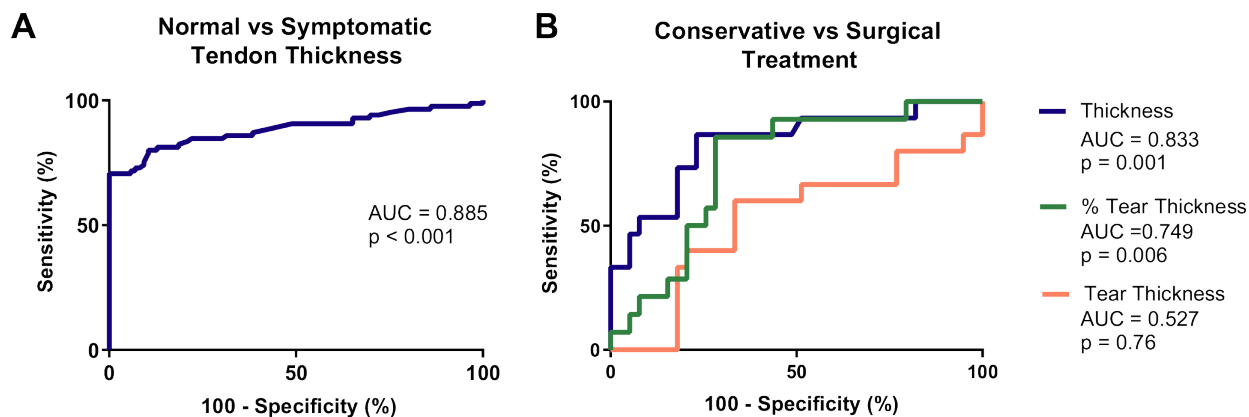 A
Normal vs Symptomatic
Tendon Thickness
100
50
0
Sensitivity (%)
AUC = 0.885
p < 0.001
0
50
100
100 - Specificity (%)
B
Conservative vs Surgical
Treatment
100
50
0
Sensitivity (%)
0
50
100
100 - Specificity (%)
Thickness
AUC = 0.833
p = 0.001
% Tear Thickness
AUC =0.749
p = 0.006
Tear Thickness
AUC = 0.527
p = 0.76